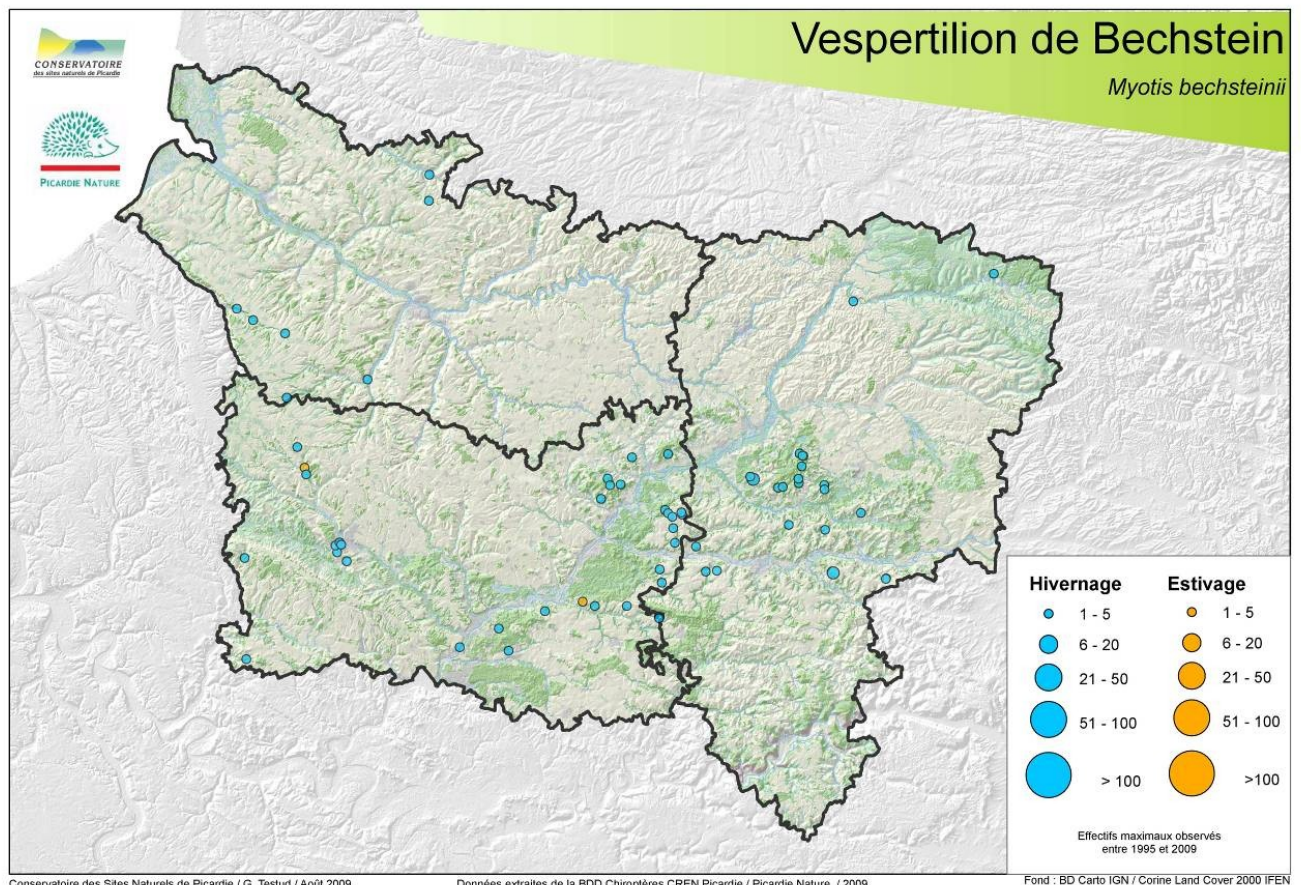 Vespertilion de Bechstein
Myotis bechsteinii
CONSERVATOIRE
des sites naturels de Picardie
PICARDIE NATURE
Hivernage Estivage
1 - 5 1 - 5
6 - 20 6 - 20
21 - 50 21 - 50
51 - 100 51 - 100
> 100 >100
Effectifs maximaux observés
entre 1995 et 2009
Conservatoire des Sites Naturels de Picardie / G. Testud / Août 2009
Données extraites de la BDD Chiroptères CREN Picardie / Picardie Nature / 2009
Fond : BD Carto IGN / Corine Land Cover 2000 IFEN